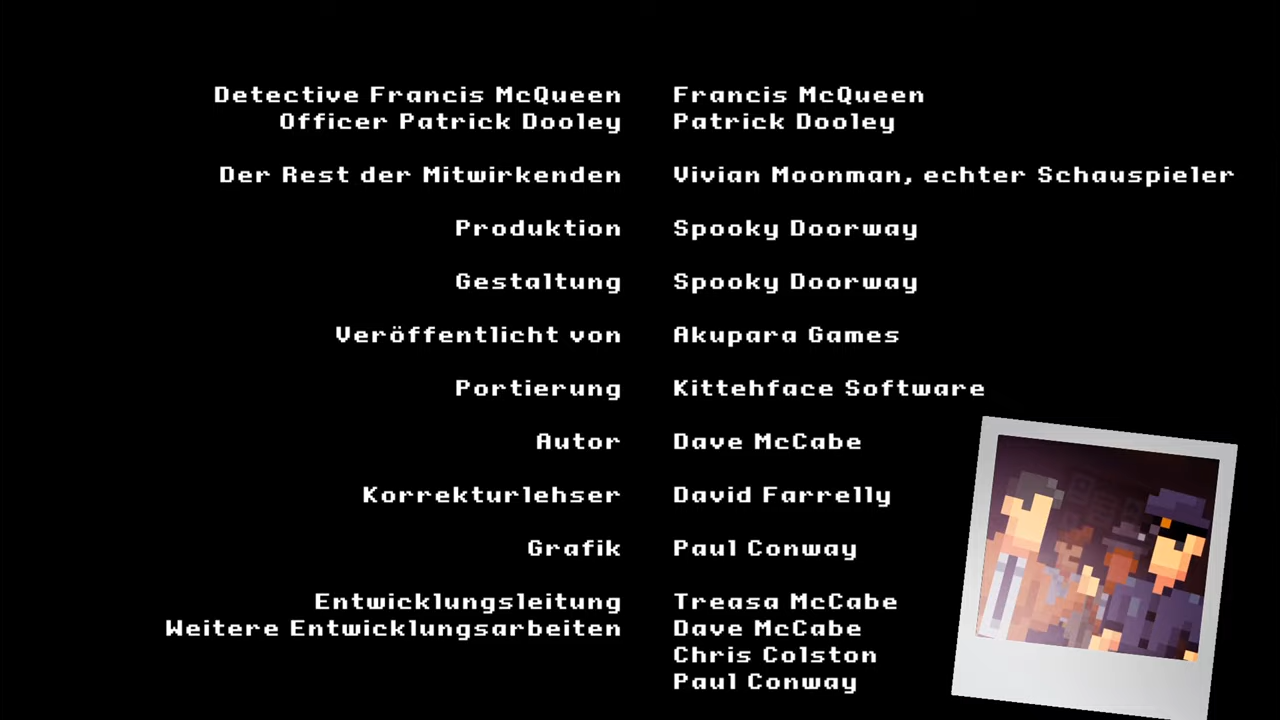 Detective Francis McQueen Francis McQueen
Officer Patrick Dooley Patrick Dooley
Der Rest der Mitwirkenden Vivian Moonman, echter Schauspieler
Produktion Spooky Doorway
Gestaltung Spooky Doorway
Veröffentlicht von Akupara Games
Portierung Kittehface Software
Autor Dave McCabe
Korrekturlehser David Farrelly
Grafik Paul Conway
Entwicklungsleitung Treasa McCabe
Weitere Entwicklungsarbeiten Dave McCabe
Chris Colston
Paul Conway